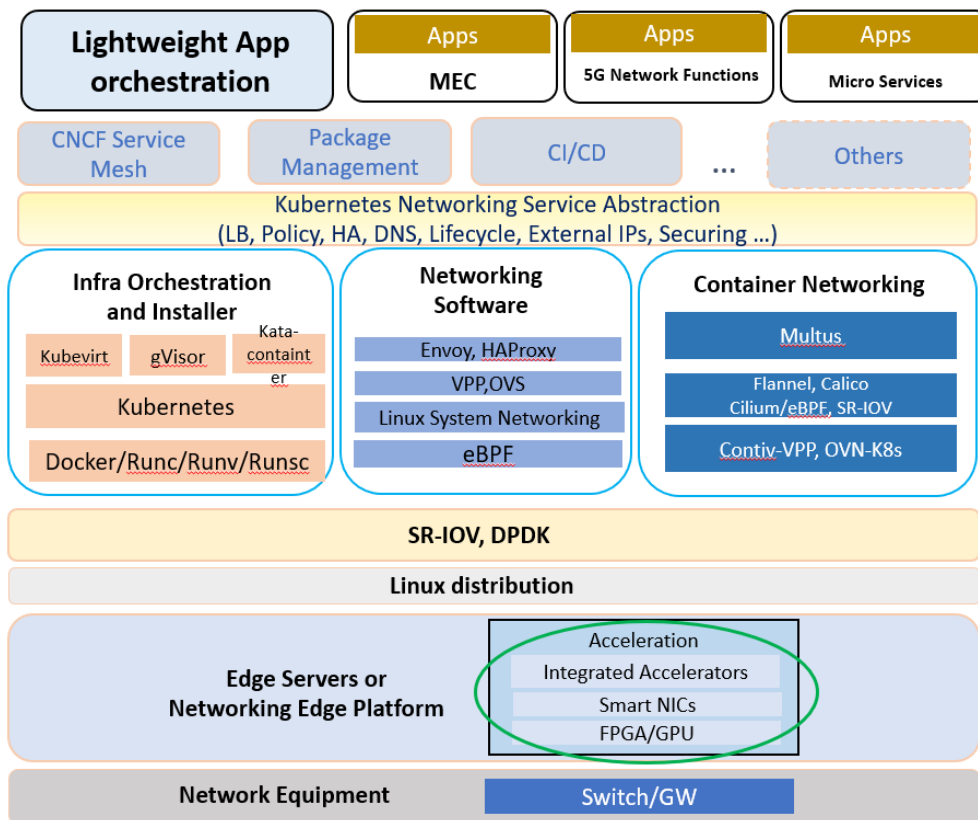 Lightweight App
orchestration
Apps
MEC
Apps
5G Network Functions
Apps
Micro Services
CNCF Service
Mesh
Package
Management
CI/CD
...
Others
Kubernetes Networking Service Abstraction
(LB, Policy, HA, DNS, Lifecycle, External IPs, Securing ...)
Infra Orchestration
and Installer
Kubevirt
gVisor
Kata-
containt
er
Kubernetes
Docker/Runc/Runv/Runsc
Networking
Software
Envoy, HAProxy
VPP,OVS
Linux System Networking
eBPF
Container Networking
Multus
Flannel, Calico
Cilium/eBPF, SR-IOV
Contiv-VPP, OVN-K8s
SR-IOV, DPDK
Linux distribution
Edge Servers or
Networking Edge Platform
Acceleration
Integrated Accelerators
Smart NICs
FPGA/GPU
Network Equipment
Switch/GW